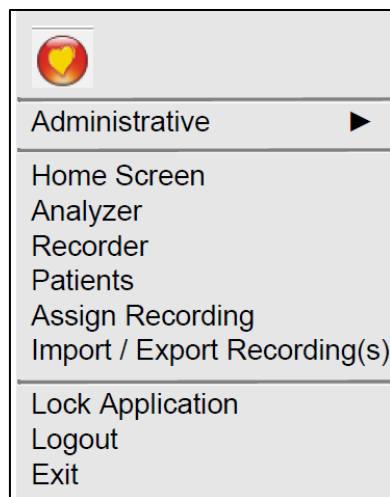 Administrative ►
Home Screen
Analyzer
Recorder
Patients
Assign Recording
Import / Export Recording(s)
Lock Application
Logout
Exit